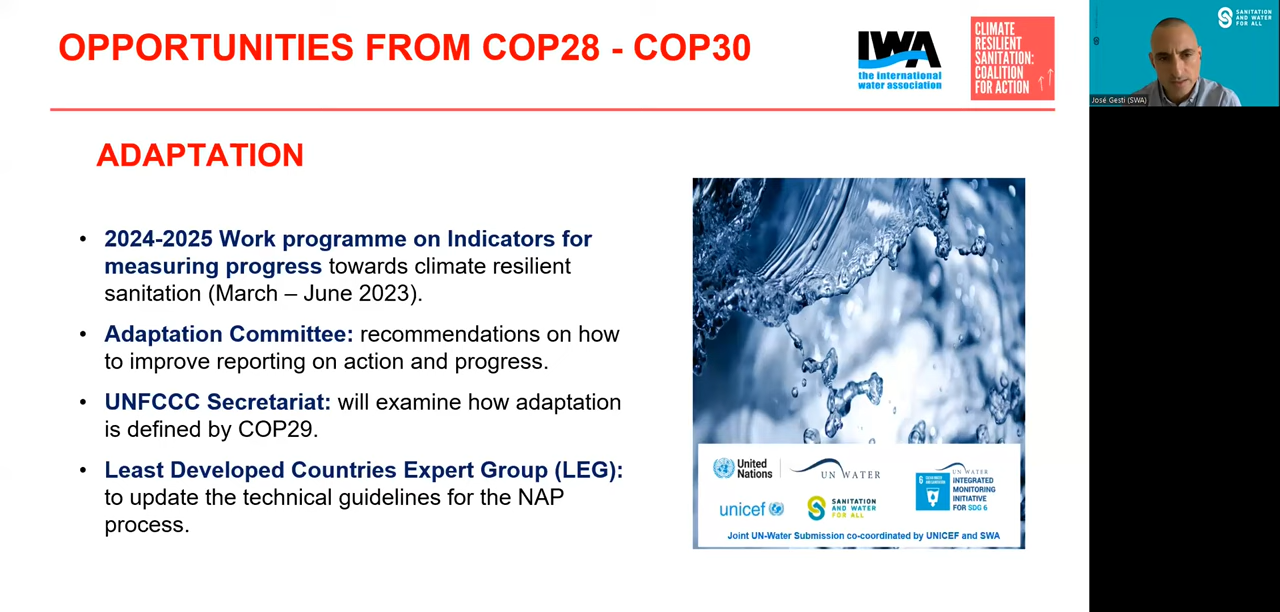 OPPORTUNITIES FROM COP28 - COP30
IWA
the international
water association
CLIMATE
RESILIENT
SANITATION:
COALITION
FOR ACTION
SANITATION
AND WATER
FOR ALL
José Gesti (SWA)
ADAPTATION
• 2024-2025 Work programme on Indicators for
measuring progress towards climate resilient
sanitation (March – June 2023).
• Adaptation Committee: recommendations on how
to improve reporting on action and progress.
• UNFCCC Secretariat: will examine how adaptation
is defined by COP29.
• Least Developed Countries Expert Group (LEG):
to update the technical guidelines for the NAP
process.
United
Nations
UN WATER
UN WATER
6
INTEGRATED
MONITORING
INITIATIVE
FOR SDG 6
unicef
SANITATION
AND WATER
FOR ALL
Joint UN-Water Submission co-coordinated by UNICEF and SWA